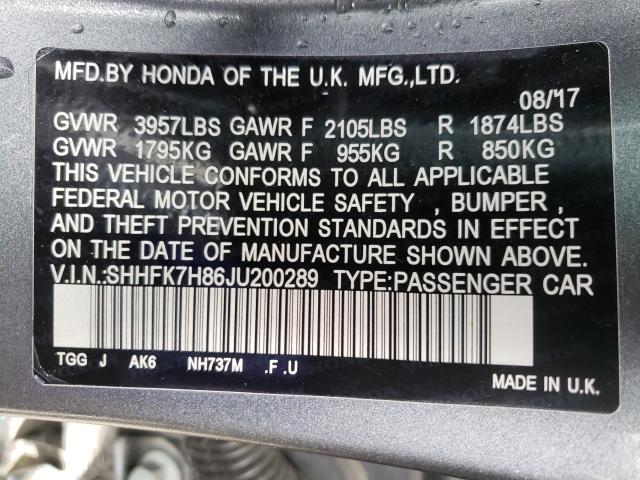 MFD.BY HONDA OF THE U.K. MFG.,LTD.
08/17
GVWR 3957LBS GAWR F 2105LBS R 1874LBS
GVWR 1795KG GAWR F 955KG R 850KG
THIS VEHICLE CONFORMS TO ALL APPLICABLE
FEDERAL MOTOR VEHICLE SAFETY , BUMPER ,
AND THEFT PREVENTION STANDARDS IN EFFECT
ON THE DATE OF MANUFACTURE SHOWN ABOVE.
V.I.N.:SHHFK7H86JU200289 TYPE:PASSENGER CAR
TGG J AK6 NH737M .F .U
MADE IN U.K.